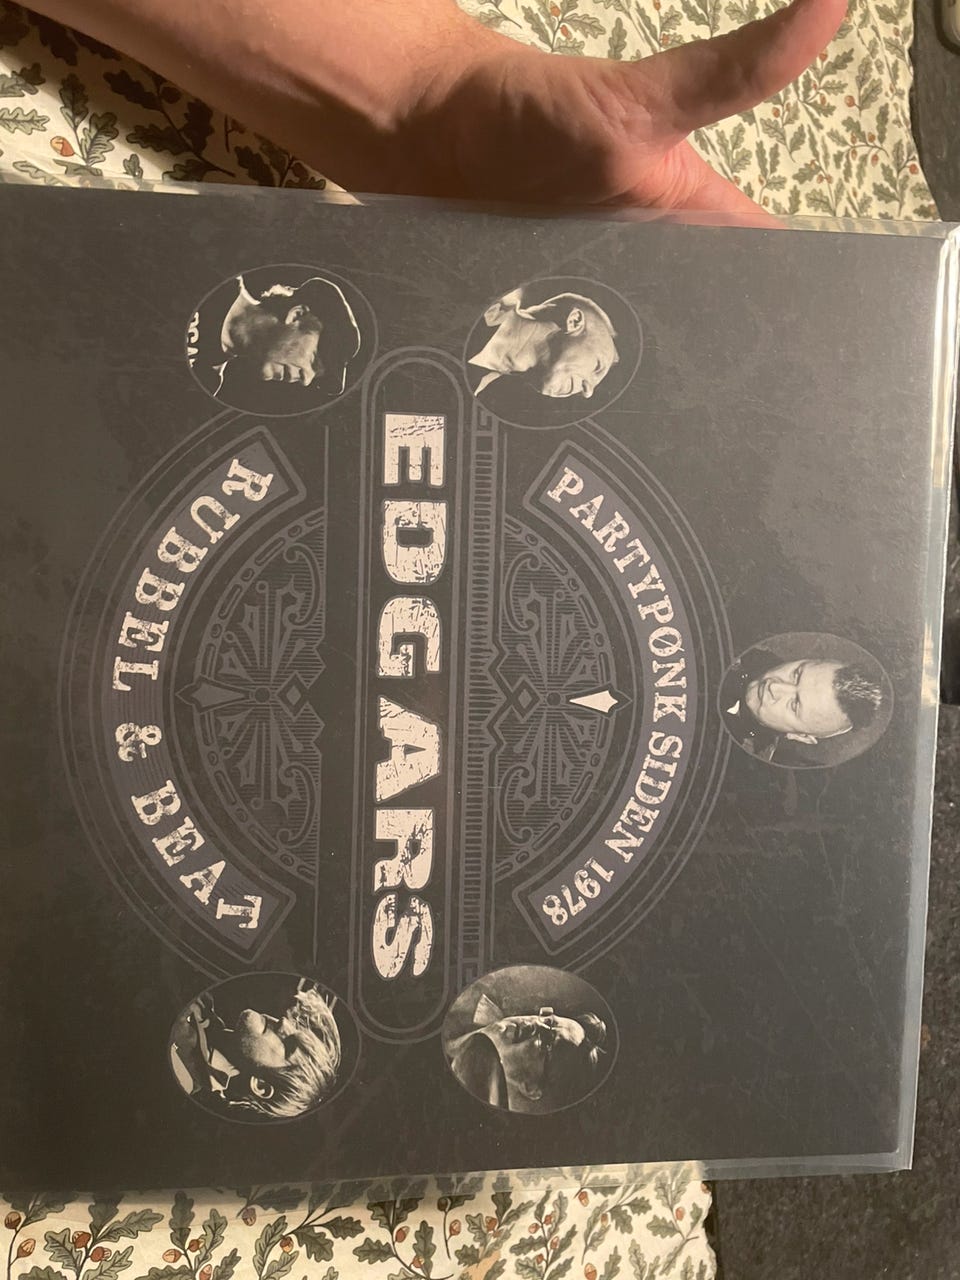 PARTYPØNK SIDEN 1978
EDGARS
RUBBEL & BEAT